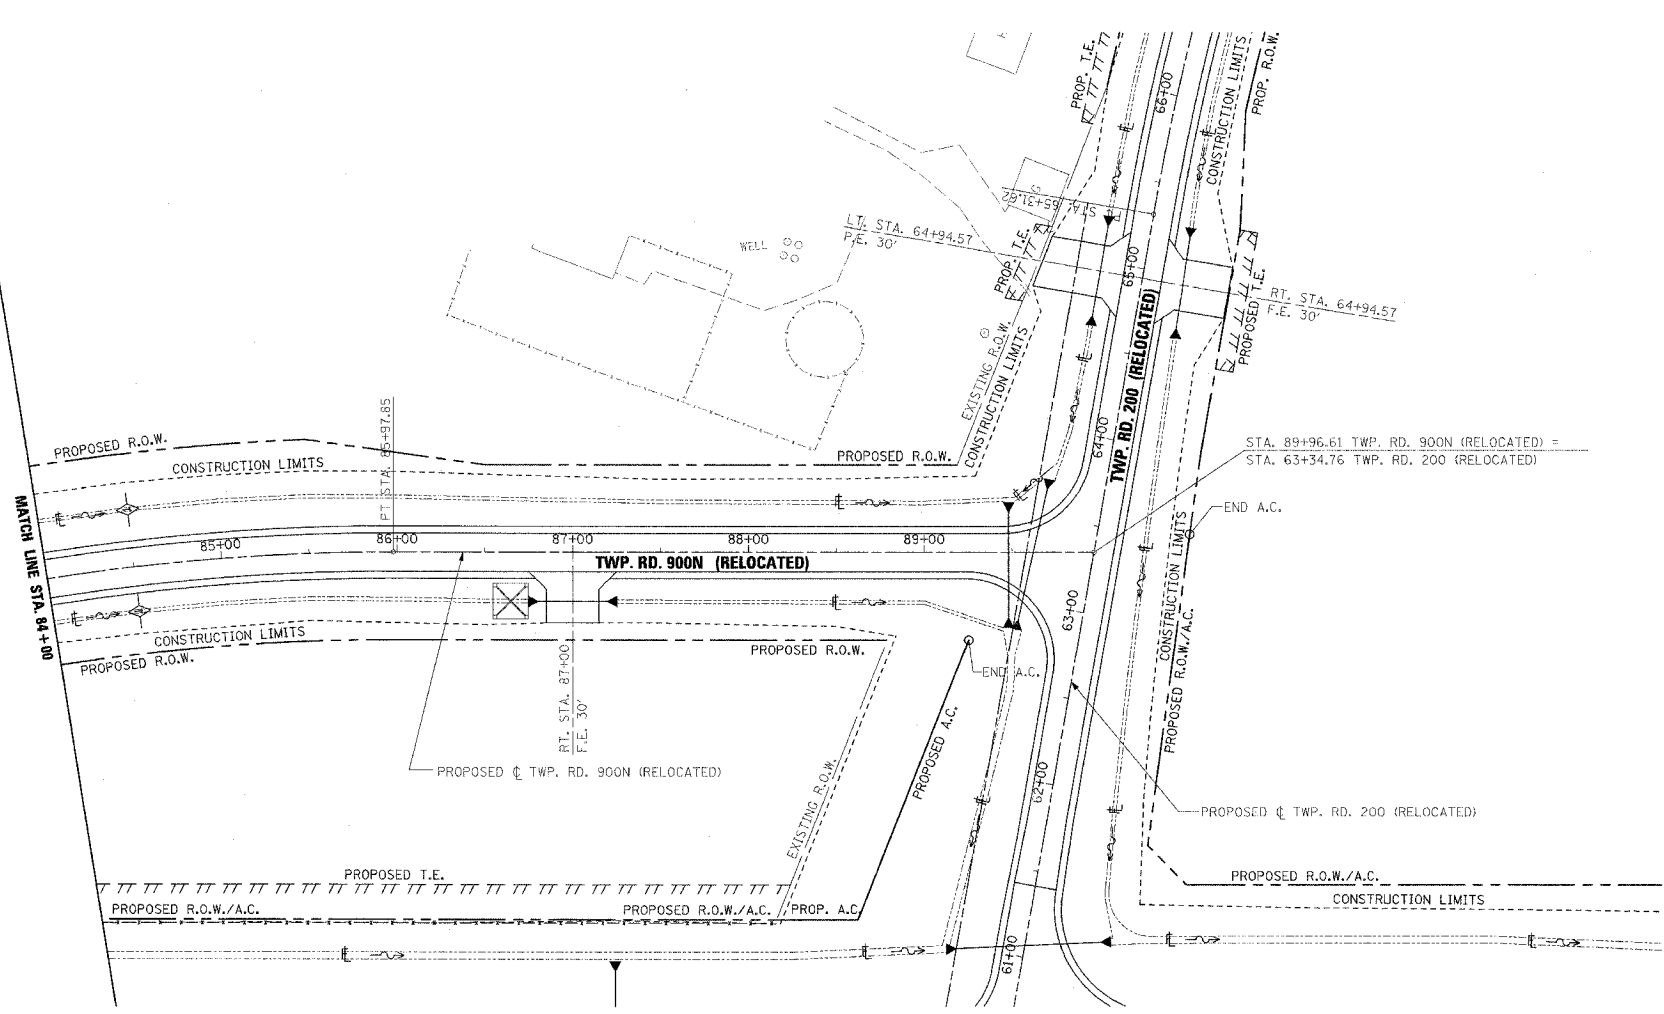 PROP. T.E.
66+00
CONSTRUCTION LIMITS
PROP. R.O.W.
G
STA. 65+31.62
LT. STA. 64+94.57
P.E. 30'
WELL
PROP. T.E.
65+00
RT. STA. 64+94.57
F.E. 30'
PROPOSED T.E.
EXISTING R.O.W.
CONSTRUCTION LIMITS
TWP. RD. 200 (RELOCATED)
64+00
PT STA. 85+97.85
PROPOSED R.O.W.
CONSTRUCTION LIMITS
PROPOSED R.O.W.
STA. 89+96.61 TWP. RD. 900N (RELOCATED) =
STA. 63+34.76 TWP. RD. 200 (RELOCATED)
END A.C.
MATCH LINE STA. 84+00
85+00
86+00
87+00
88+00
89+00
TWP. RD. 900N (RELOCATED)
63+00
CONSTRUCTION LIMITS
PROPOSED R.O.W./A.C.
CONSTRUCTION LIMITS
PROPOSED R.O.W.
PROPOSED R.O.W.
END A.C.
RT. STA. 87+00
F.E. 30'
PROPOSED ℄ TWP. RD. 900N (RELOCATED)
PROPOSED A.C.
62+00
PROPOSED ℄ TWP. RD. 200 (RELOCATED)
EXISTING R.O.W.
PROPOSED T.E.
PROPOSED R.O.W./A.C.
PROPOSED R.O.W./A.C.
PROP. A.C.
PROPOSED R.O.W./A.C.
CONSTRUCTION LIMITS
61+00